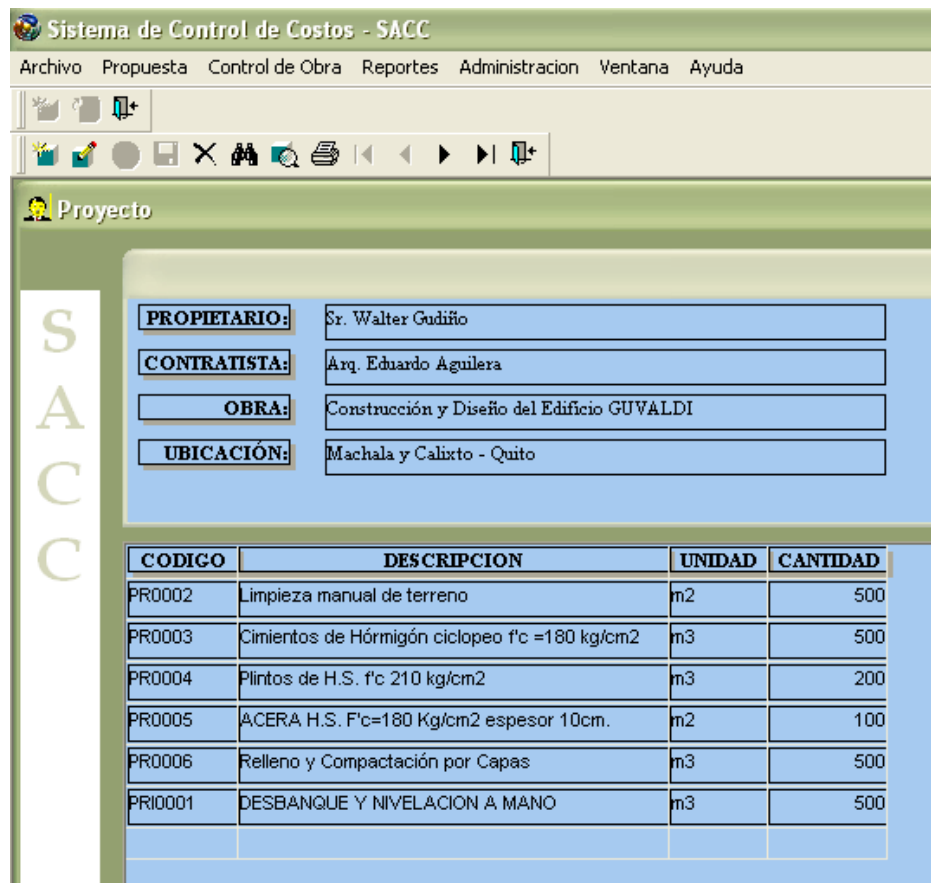 Sistema de Control de Costos - SACC
Archivo Propuesta Control de Obra Reportes Administracion Ventana Ayuda
Proyecto
S
A
C
C
PROPIETARIO: Sr. Walter Gudiño
CONTRATISTA: Arq. Eduardo Aguilera
OBRA: Construcción y Diseño del Edificio GUVALDI
UBICACIÓN: Machala y Calixto - Quito
CODIGO DESCRIPCION UNIDAD CANTIDAD
PR0002 Limpieza manual de terreno m2 500
PR0003 Cimientos de Hórmigón ciclopeo f'c =180 kg/cm2 m3 500
PR0004 Plintos de H.S. f'c 210 kg/cm2 m3 200
PR0005 ACERA H.S. F'c=180 Kg/cm2 espesor 10cm. m2 100
PR0006 Relleno y Compactación por Capas m3 500
PRI0001 DESBANQUE Y NIVELACION A MANO m3 500